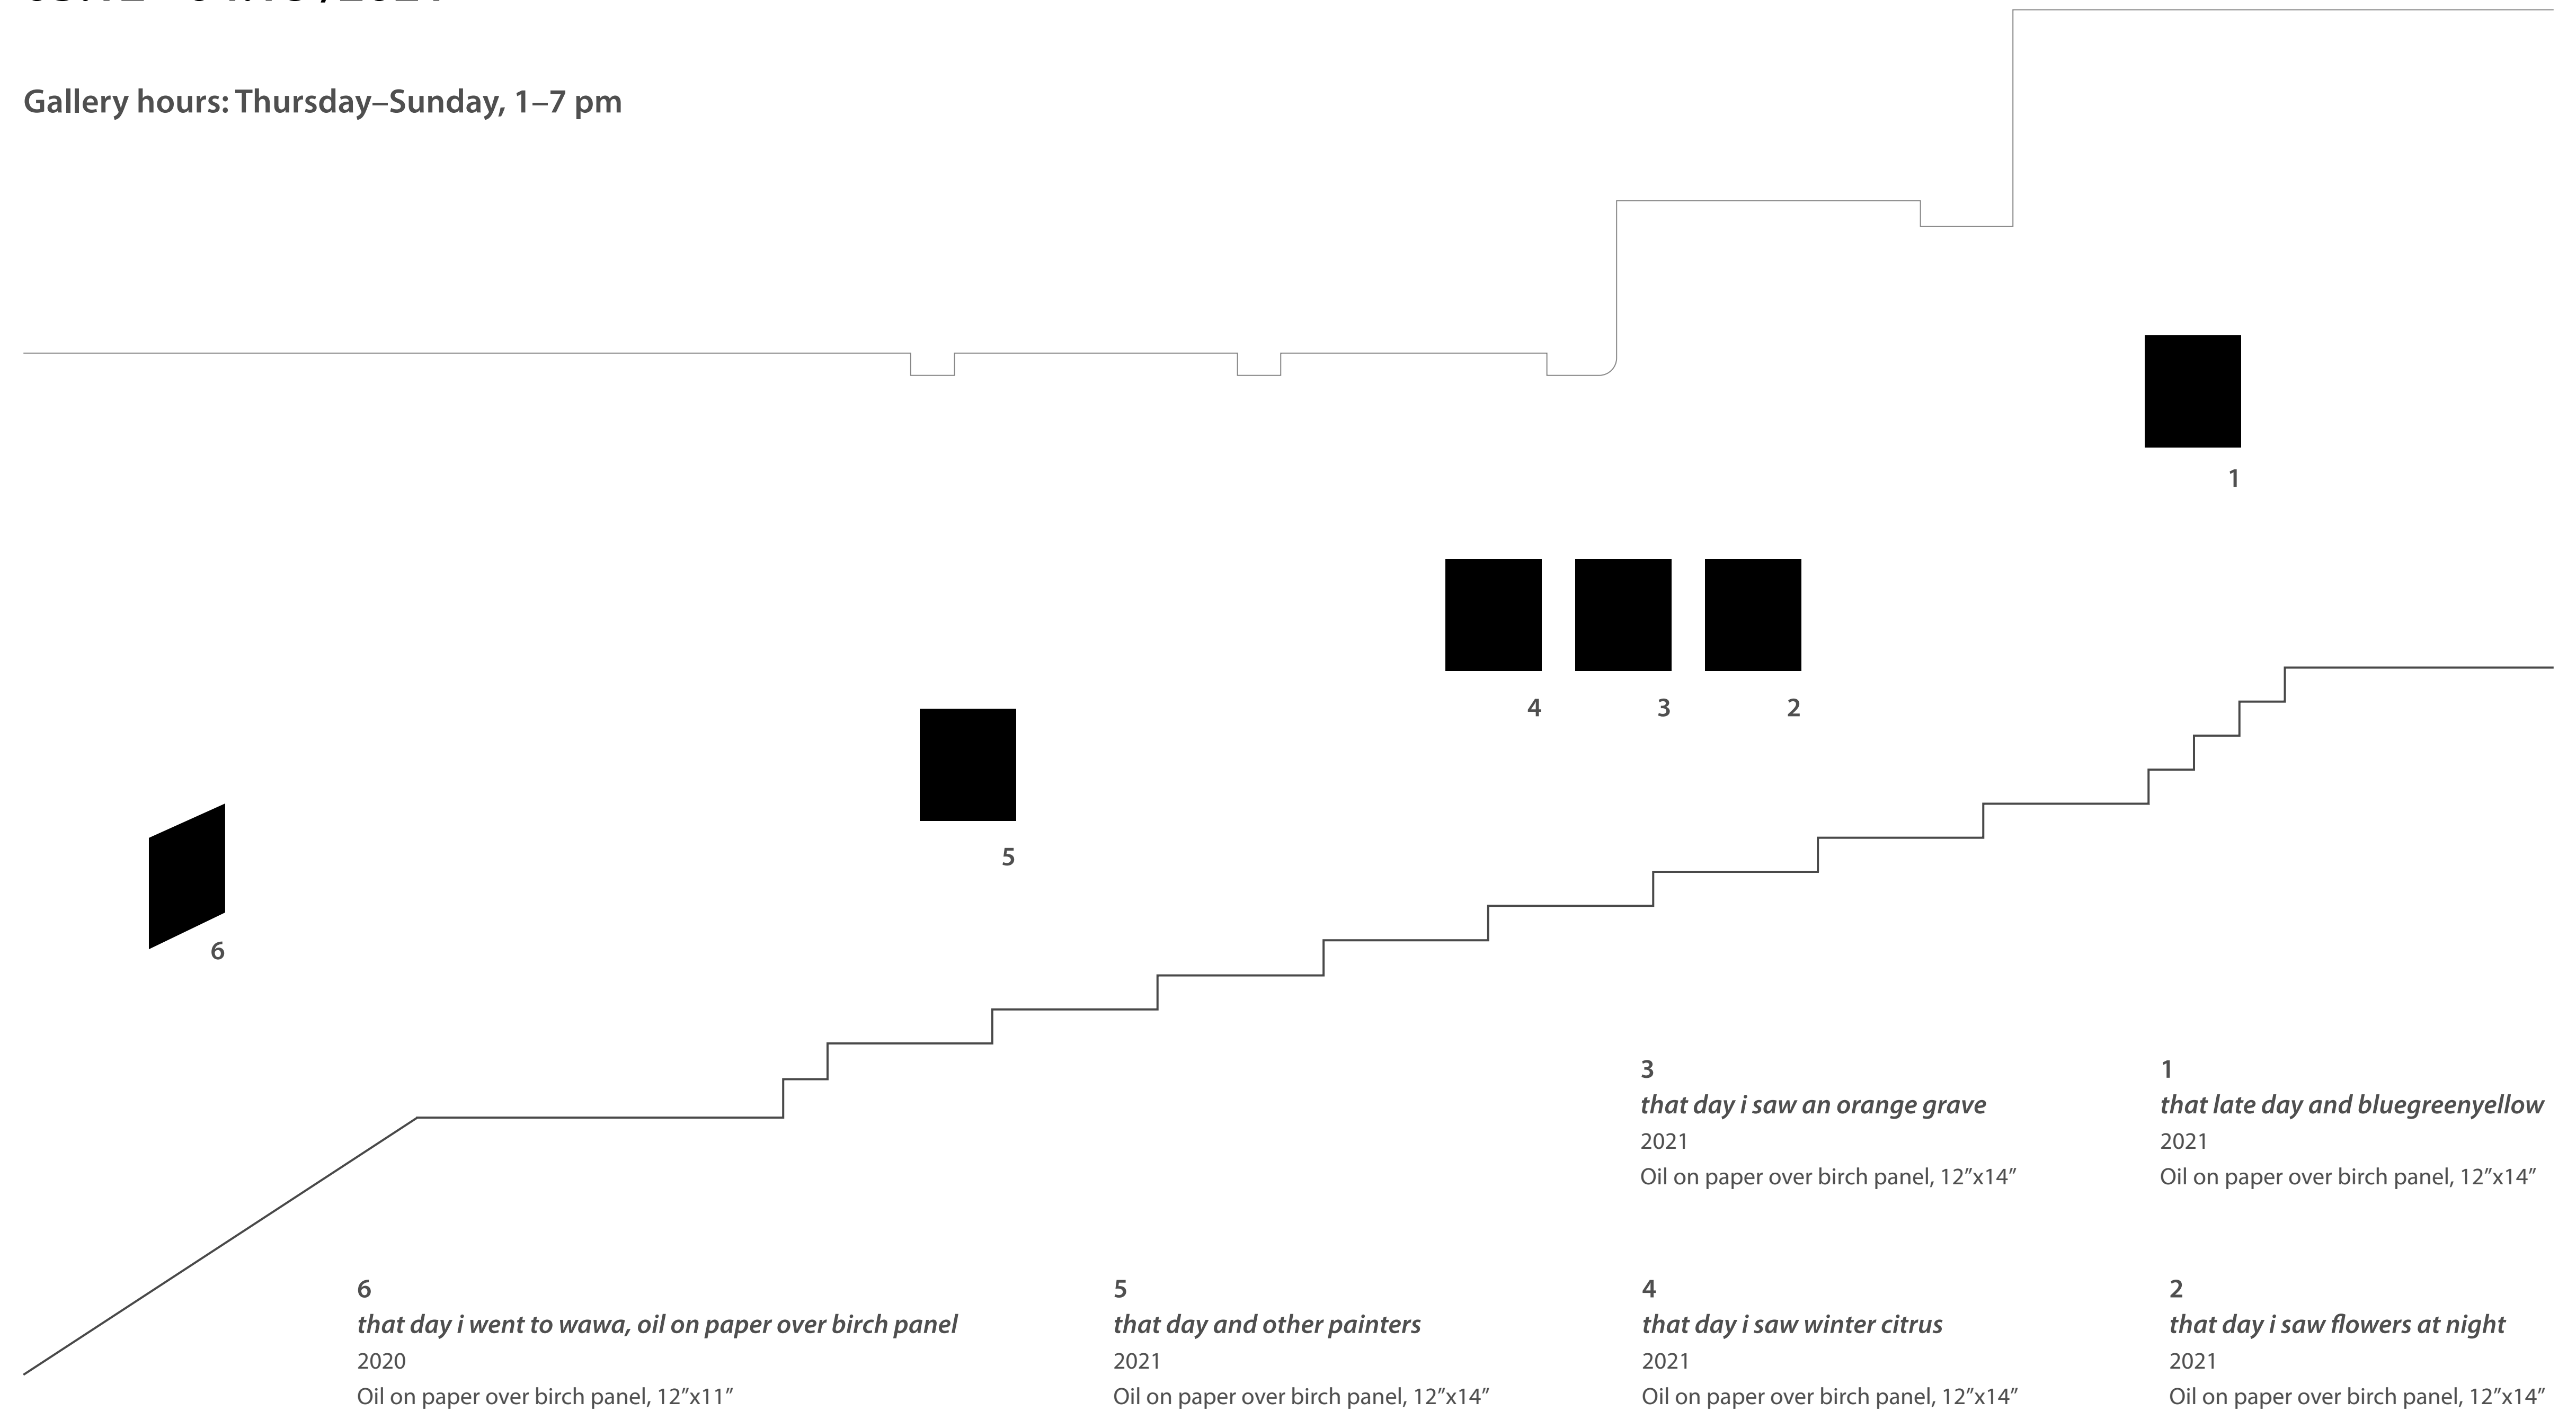 Gallery hours: Thursday–Sunday, 1–7 pm
1
4 3 2
5
6
3
that day i saw an orange grave
2021
Oil on paper over birch panel, 12”x14”
1
that late day and bluegreenyellow
2021
Oil on paper over birch panel, 12”x14”
6
that day i went to wawa, oil on paper over birch panel
2020
Oil on paper over birch panel, 12”x11”
5
that day and other painters
2021
Oil on paper over birch panel, 12”x14”
4
that day i saw winter citrus
2021
Oil on paper over birch panel, 12”x14”
2
that day i saw flowers at night
2021
Oil on paper over birch panel, 12”x14”